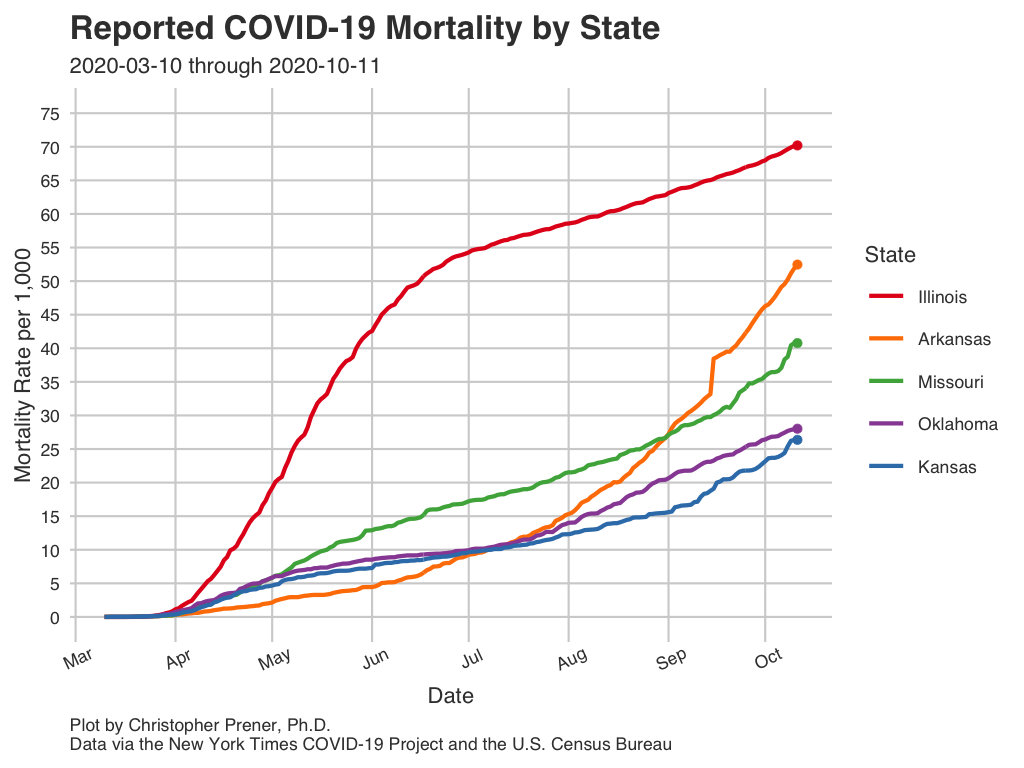 Reported COVID-19 Mortality by State
2020-03-10 through 2020-10-11
Mortality Rate per 1,000
75
70
65
60
55
50
45
40
35
30
25
20
15
10
5
0
Mar
Apr
May
Jun
Jul
Aug
Sep
Oct
Date
State
Illinois
Arkansas
Missouri
Oklahoma
Kansas
Plot by Christopher Prener, Ph.D.
Data via the New York Times COVID-19 Project and the U.S. Census Bureau